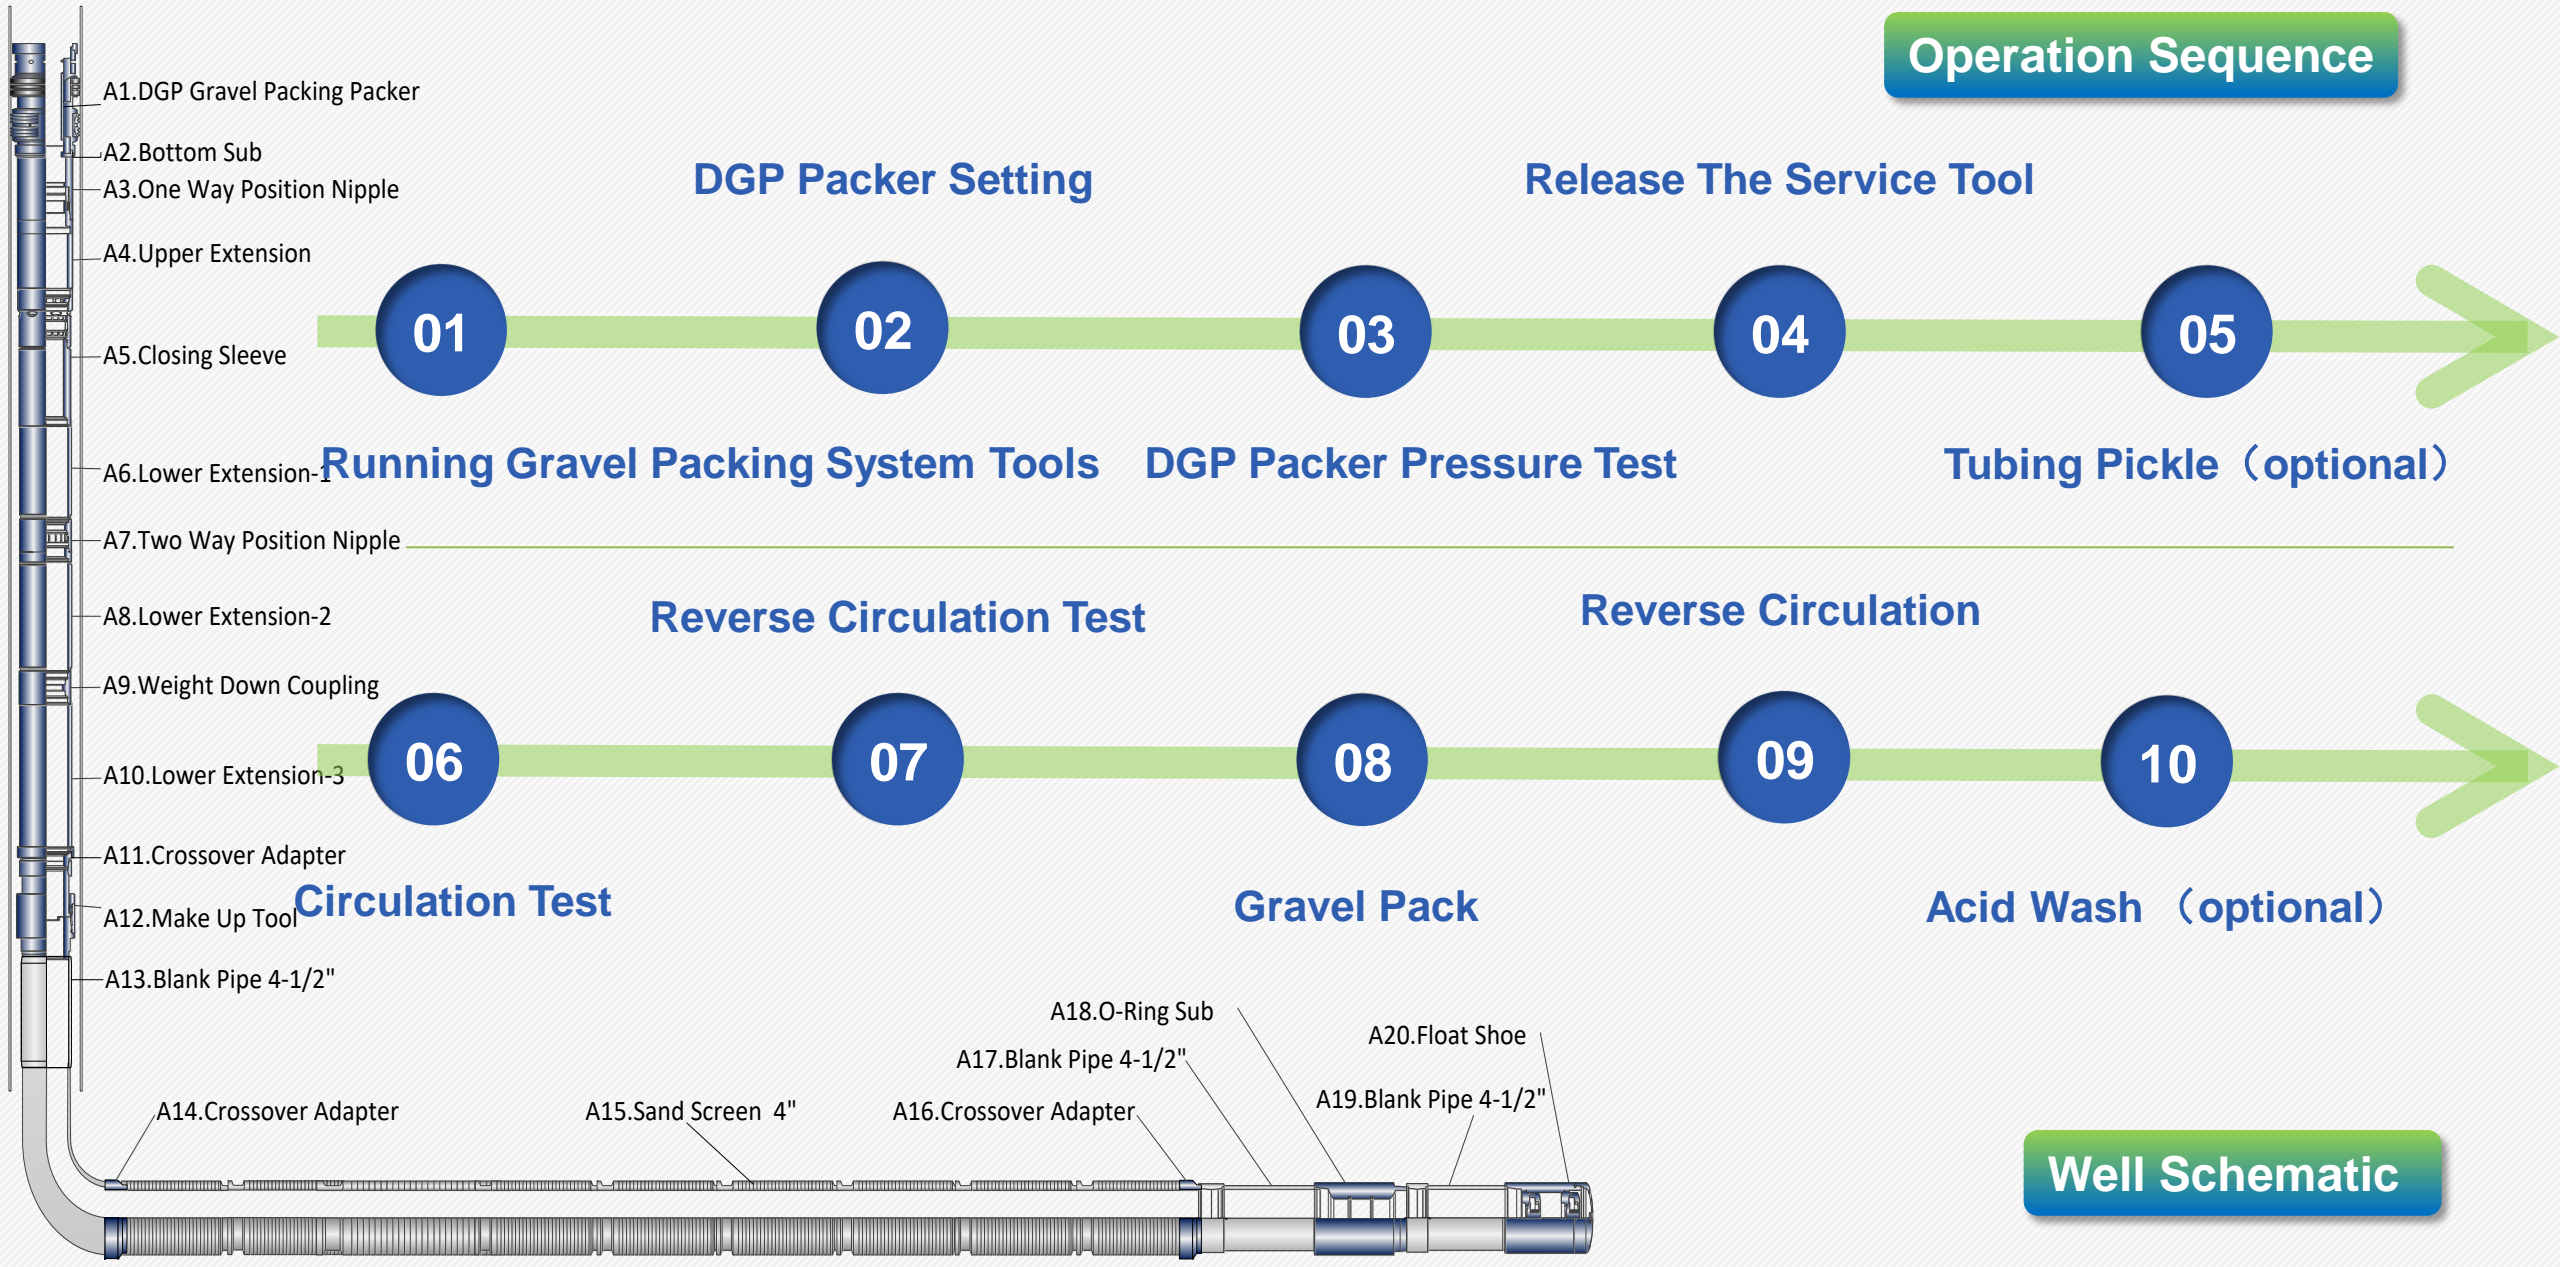 Operation Sequence
A1.DGP Gravel Packing Packer
A2.Bottom Sub
A3.One Way Position Nipple
A4.Upper Extension
A5.Closing Sleeve
A6.Lower Extension-1
A7.Two Way Position Nipple
A8.Lower Extension-2
A9.Weight Down Coupling
A10.Lower Extension-3
A11.Crossover Adapter
A12.Make Up Tool
A13.Blank Pipe 4-1/2"
DGP Packer Setting
Release The Service Tool
01
02
03
04
05
Running Gravel Packing System Tools
DGP Packer Pressure Test
Tubing Pickle（optional）
Reverse Circulation Test
Reverse Circulation
06
07
08
09
10
Circulation Test
Gravel Pack
Acid Wash （optional）
A18.O-Ring Sub
A20.Float Shoe
A17.Blank Pipe 4-1/2"
A19.Blank Pipe 4-1/2"
A14.Crossover Adapter
A15.Sand Screen 4"
A16.Crossover Adapter
Well Schematic